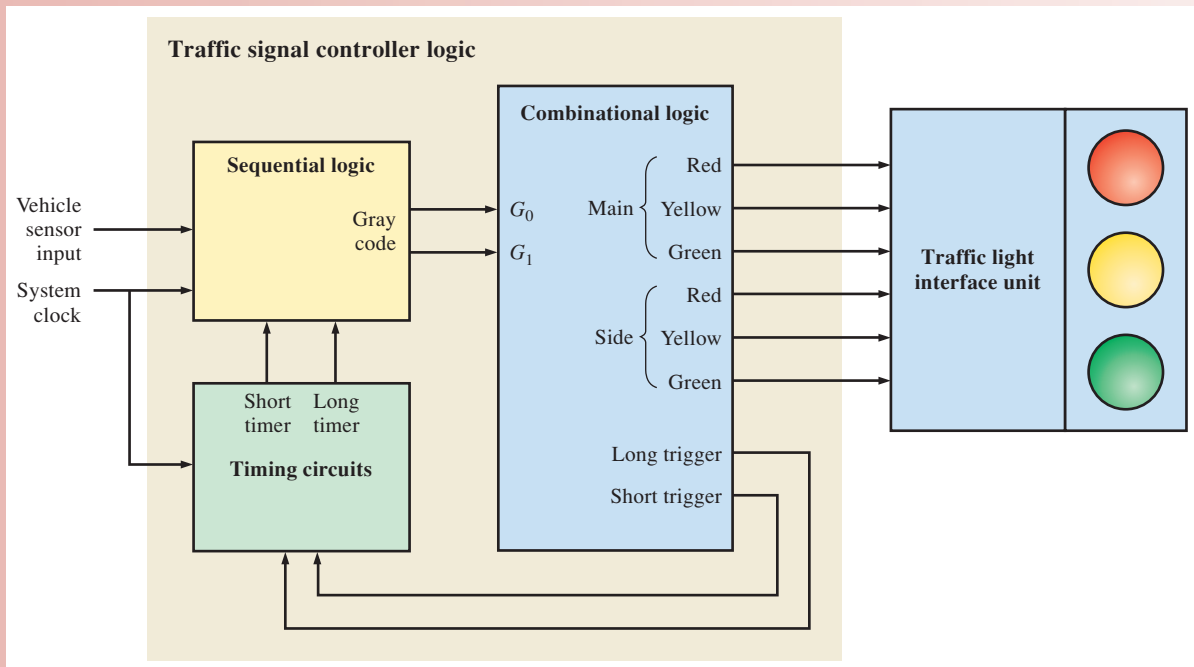 Traffic signal controller logic
Combinational logic
Sequential logic
Gray
code
Vehicle
sensor
input
System
clock
G₀
G₁
Main
Red
Yellow
Green
Side
Red
Yellow
Green
Traffic light
interface unit
Short
timer
Long
timer
Timing circuits
Long trigger
Short trigger